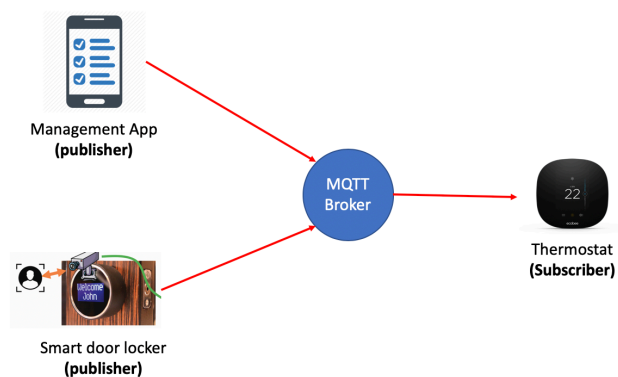 Management App
(publisher)
MQTT
Broker
22
Thermostat
(Subscriber)
Welcome
John
Smart door locker
(publisher)